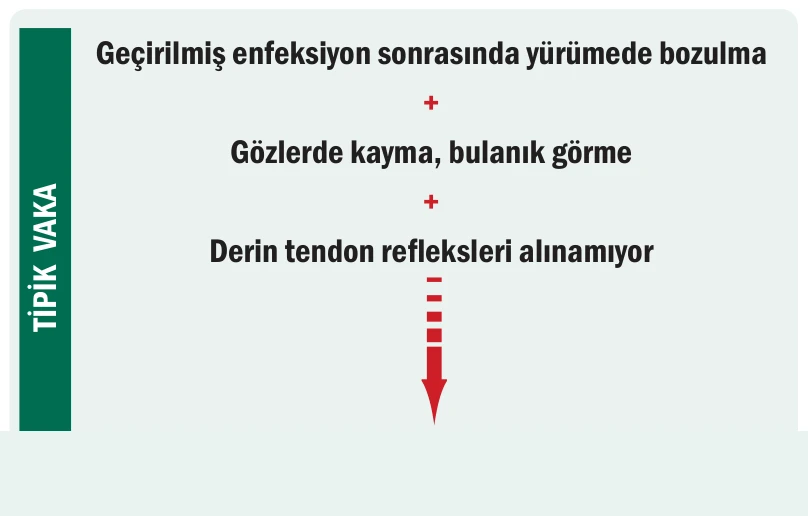 TİPİK VAKA
Geçirilmiş enfeksiyon sonrasında yürümede bozulma
+
Gözlerde kayma, bulanık görme
+
Derin tendon refleksleri alınamıyor